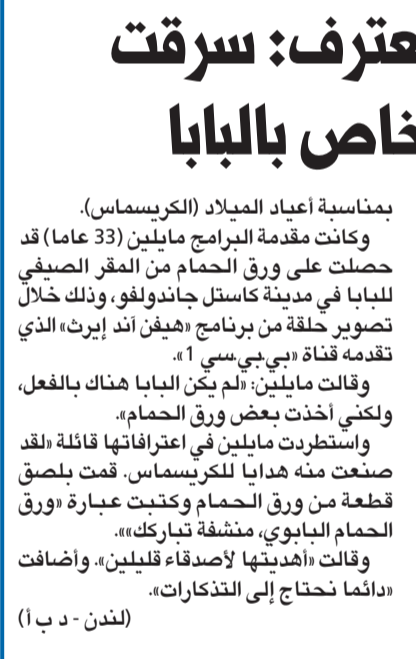 عترف: سرقت
خاص بالبابا
بمناسبة أعياد الميلاد (الكريسماس).
وكانت مقدمة البرامج مايلين (33 عاما) قد
حصلت على ورق الحمام من المقر الصيفي
للبابا في مدينة كاستل جاندولفو، وذلك خلال
تصوير حلقة من برنامج «هيفن آند إيرث» الذي
تقدمه قناة «بي.بي.سي 1».
وقالت مايلين: «لم يكن البابا هناك بالفعل،
ولكني أخذت بعض ورق الحمام».
واستطردت مايلين في اعترافاتها قائلة «لقد
صنعت منه هدايا للكريسماس. قمت بلصق
قطعة من ورق الحمام وكتبت عبارة «ورق
الحمام البابوي، منشفة تباركك»».
وقالت «أهديتها لأصدقاء قليلين». وأضافت
«دائما نحتاج إلى التذكارات».
(لندن - د ب أ)